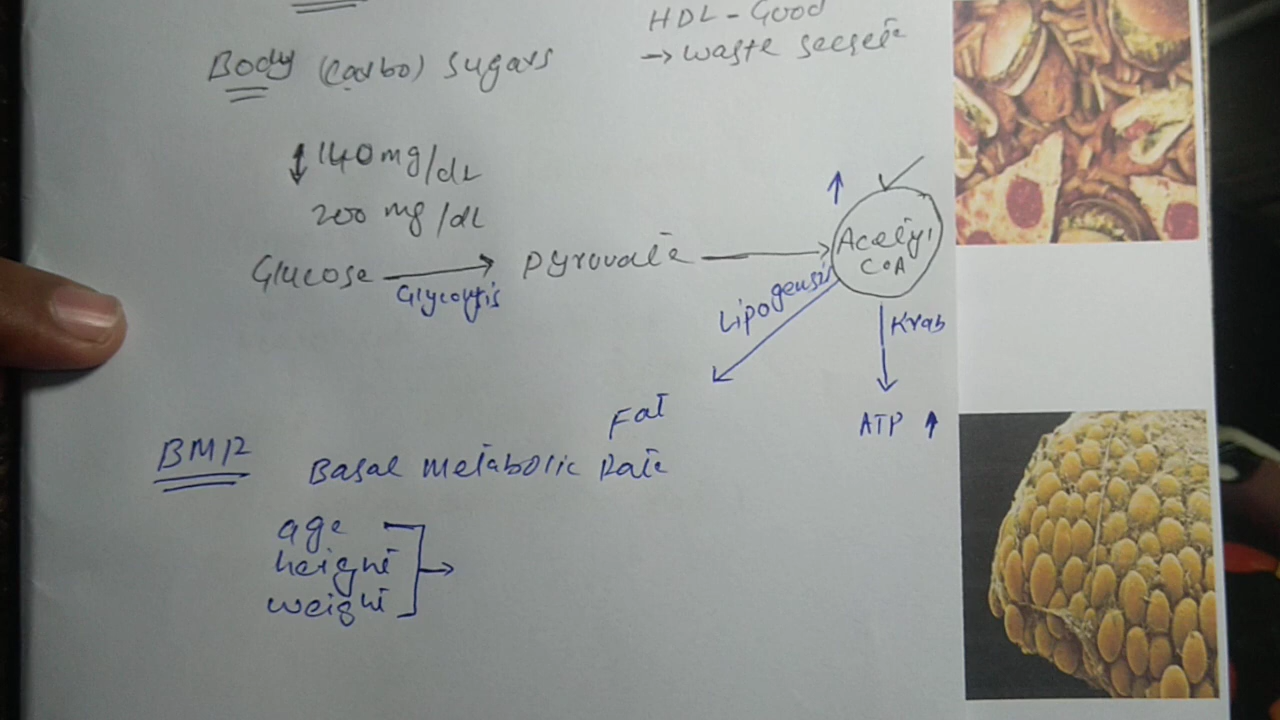 HDL - Good
→ waste secrete
Body (Carbo) sugars
↓ 140 mg/dL
200 mg/dL
Glucose → pyruvate → Acetyl CoA
↑
Glycolysis
Lipogensis
Krab
Fat
ATP ↑
BMR Basal Metabolic Rate
age
height
weight